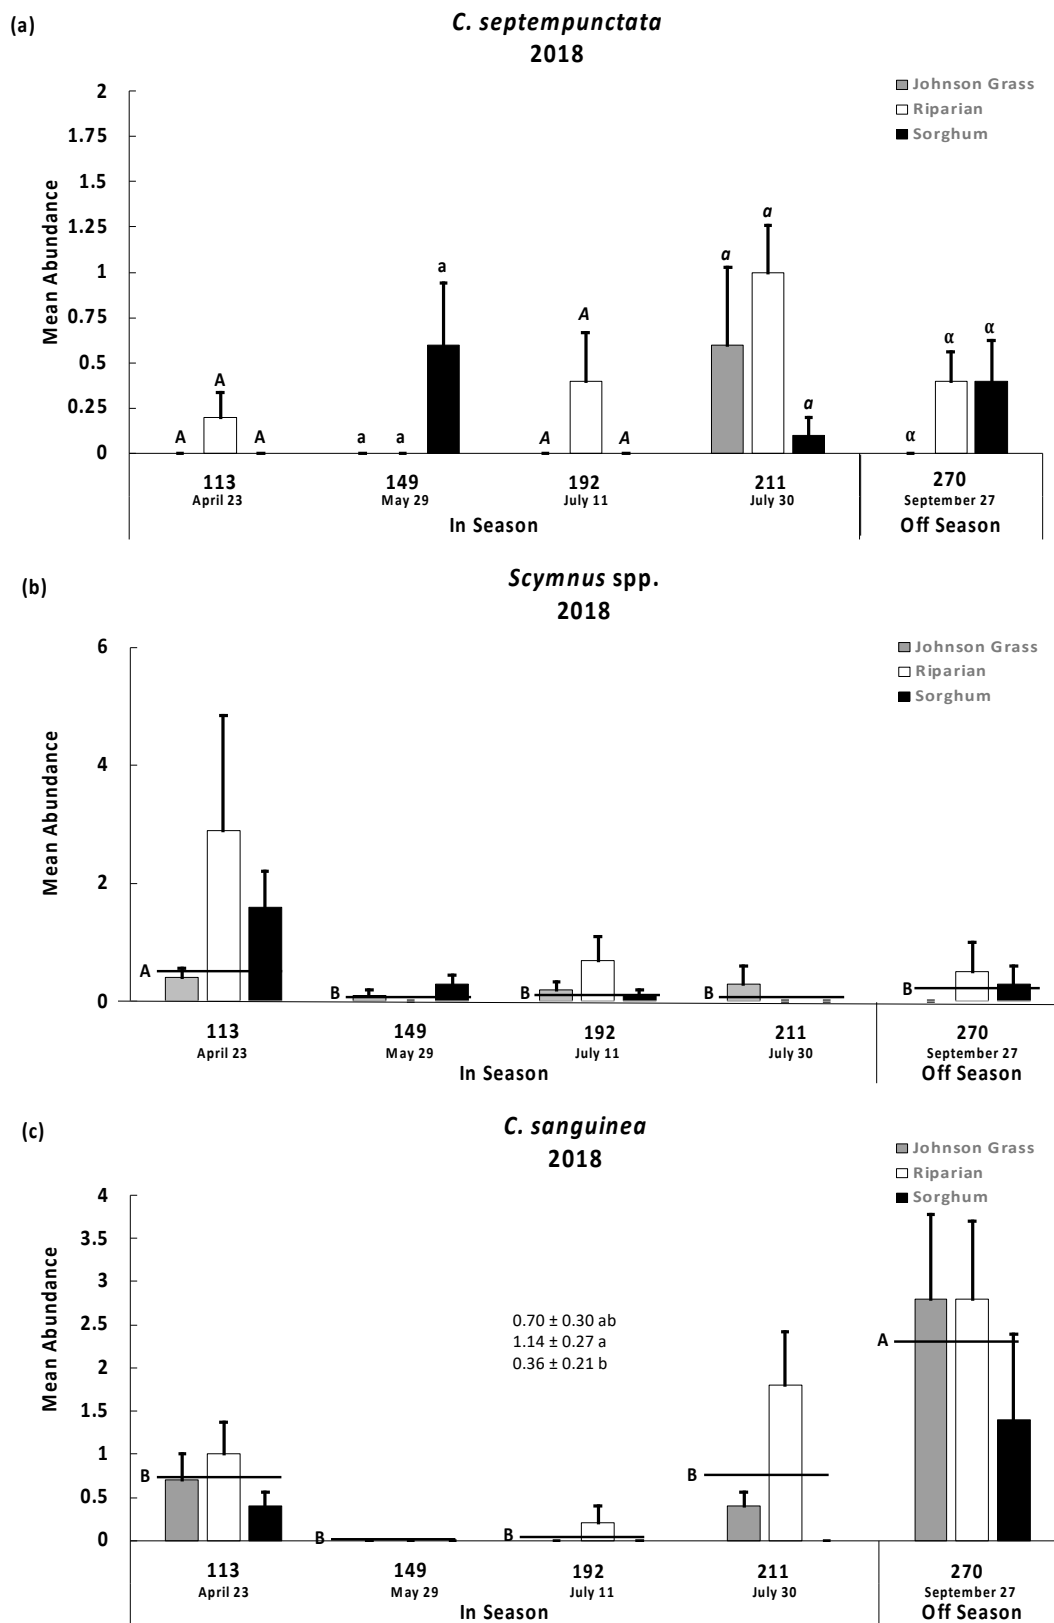 (a)
C. septempunctata
2018
Johnson Grass
Riparian
Sorghum
Mean Abundance
2
1.75
1.5
1.25
1
0.75
0.5
0.25
0
A
A
A
a
a
a
A
A
A
a
a
a
α
α
α
113
149
192
211
270
April 23
May 29
July 11
July 30
September 27
In Season
Off Season
(b)
Scymnus spp.
2018
Johnson Grass
Riparian
Sorghum
Mean Abundance
6
4
2
0
A
B
B
B
B
113
149
192
211
270
April 23
May 29
July 11
July 30
September 27
In Season
Off Season
(c)
C. sanguinea
2018
Johnson Grass
Riparian
Sorghum
Mean Abundance
4
3.5
3
2.5
2
1.5
1
0.5
0
0.70 ± 0.30 ab
1.14 ± 0.27 a
0.36 ± 0.21 b
B
B
B
B
A
113
149
192
211
270
April 23
May 29
July 11
July 30
September 27
In Season
Off Season